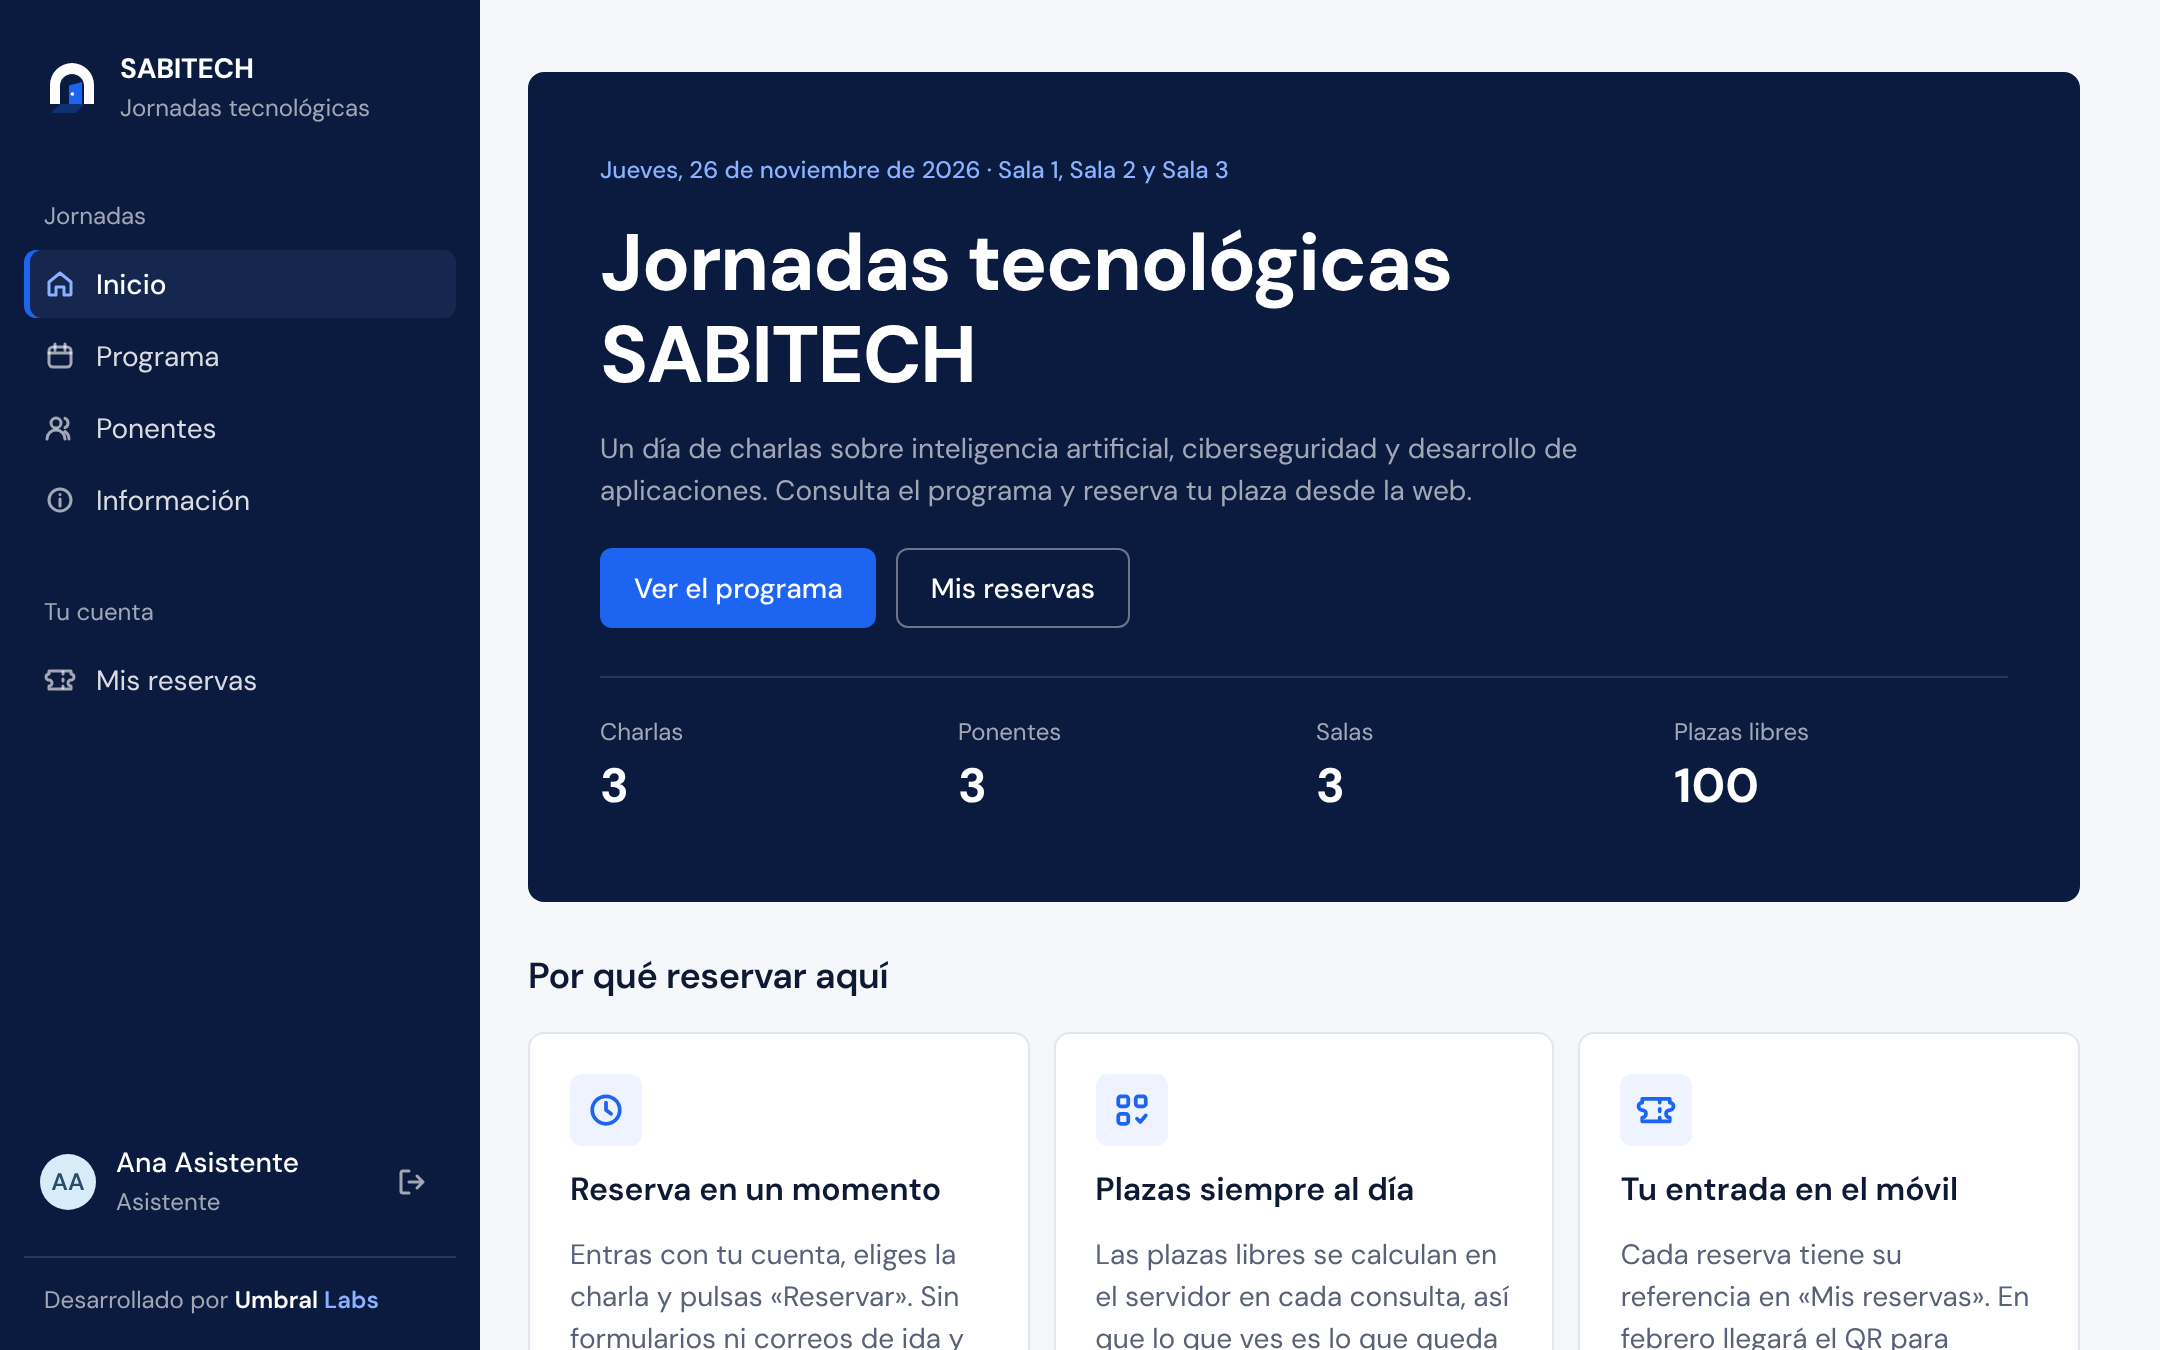 SABITECH
Jornadas tecnológicas
Jornadas
Inicio
Programa
Ponentes
Información
Tu cuenta
Mis reservas
AA
Ana Asistente
Asistente
Desarrollado por Umbral Labs
Jueves, 26 de noviembre de 2026 · Sala 1, Sala 2 y Sala 3
Jornadas tecnológicas
SABITECH
Un día de charlas sobre inteligencia artificial, ciberseguridad y desarrollo de
aplicaciones. Consulta el programa y reserva tu plaza desde la web.
Ver el programa
Mis reservas
Charlas
3
Ponentes
3
Salas
3
Plazas libres
100
Por qué reservar aquí
Reserva en un momento
Entras con tu cuenta, eliges la
charla y pulsas «Reservar». Sin
formularios ni correos de ida y
Plazas siempre al día
Las plazas libres se calculan en
el servidor en cada consulta, así
que lo que ves es lo que queda
Tu entrada en el móvil
Cada reserva tiene su
referencia en «Mis reservas». En
febrero llegará el QR para